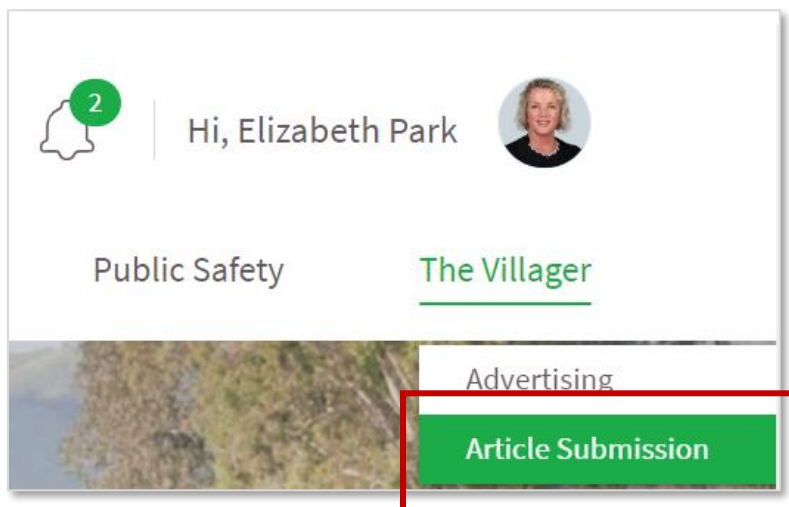 2
Hi, Elizabeth Park
Public Safety
The Villager
Advertising
Article Submission